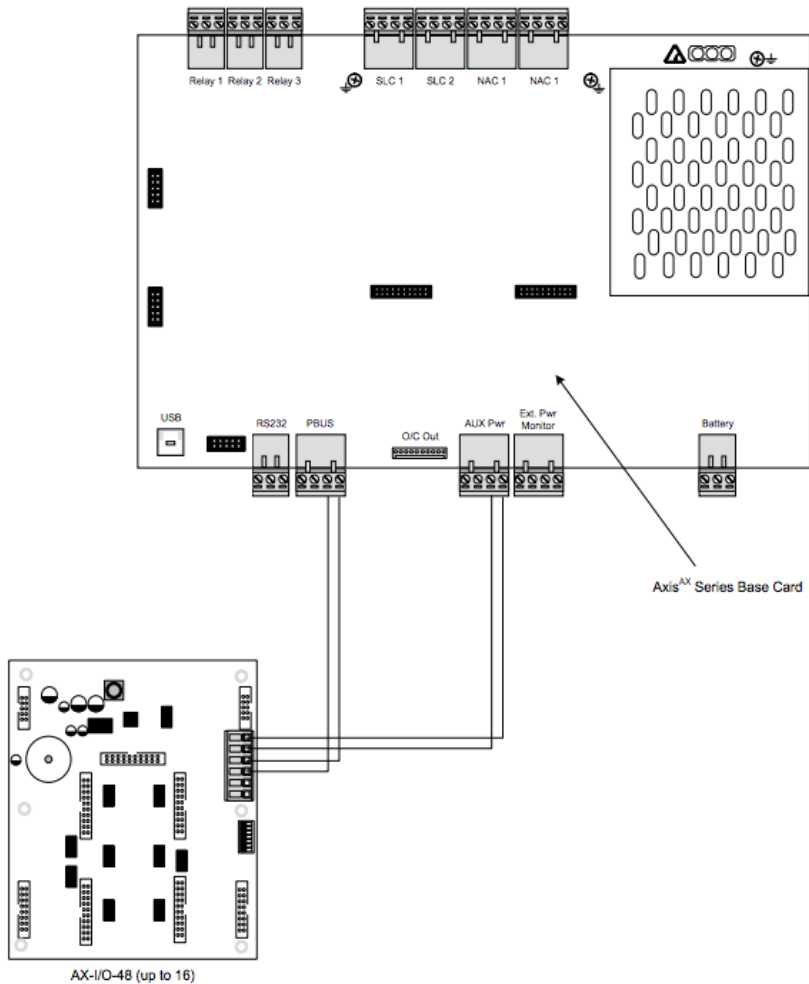 Relay 1 Relay 2 Relay 3 SLC 1 SLC 2 NAC 1 NAC 1
USB
RS232 PBUS
O/C Out
AUX Pwr
Ext. Pwr
Monitor
Battery
Axis^AX Series Base Card
AX-I/O-48 (up to 16)